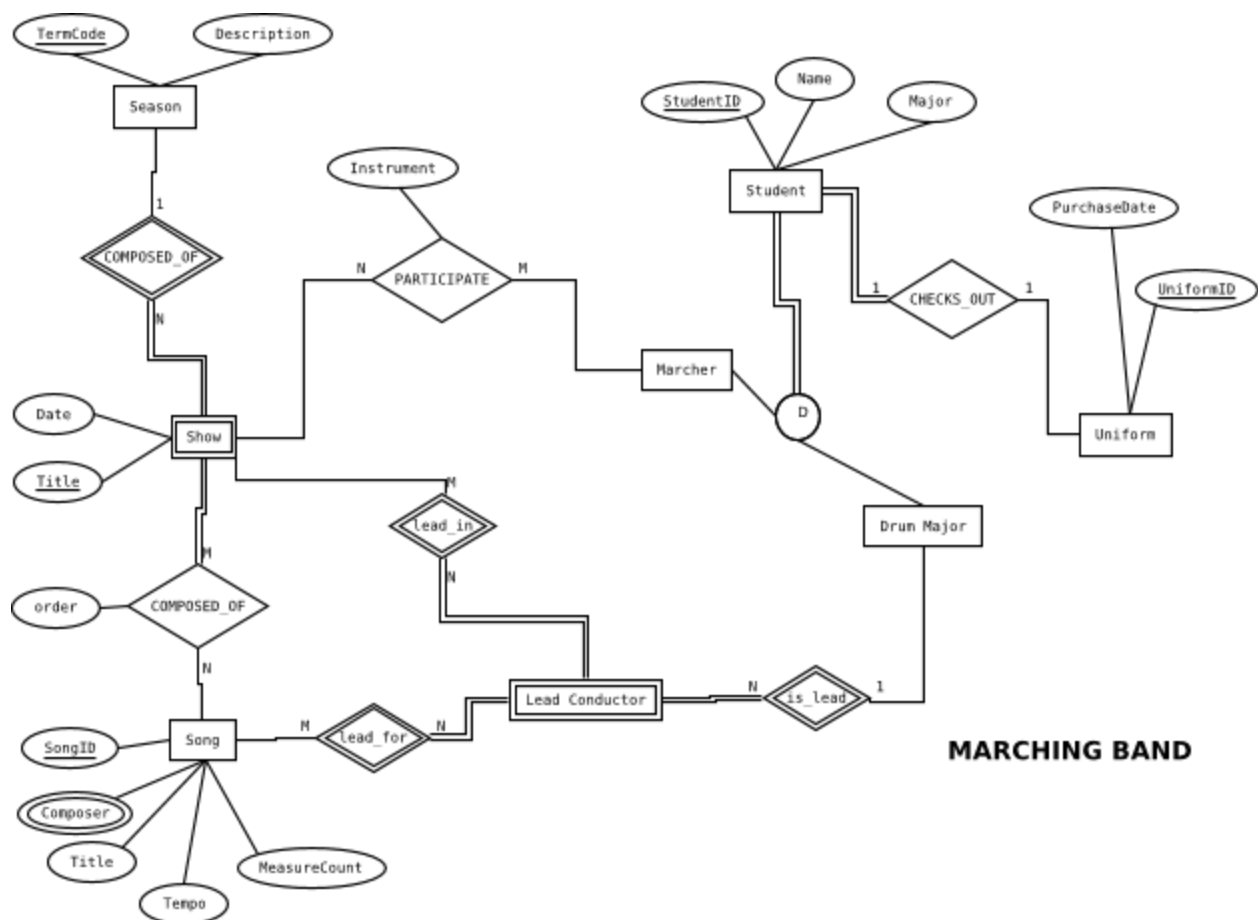 TermCode
Description
Season
1
COMPOSED_OF
N
Instrument
N
PARTICIPATE
M
StudentID
Name
Major
Student
PurchaseDate
UniformID
1
CHECKS_OUT
1
Uniform
Marcher
D
Drum Major
Date
Show
Title
M
lead_in
N
M
order
COMPOSED_OF
N
Lead Conductor
N
is_lead
1
SongID
Song
M
lead_for
N
Composer
Title
Tempo
MeasureCount
MARCHING BAND